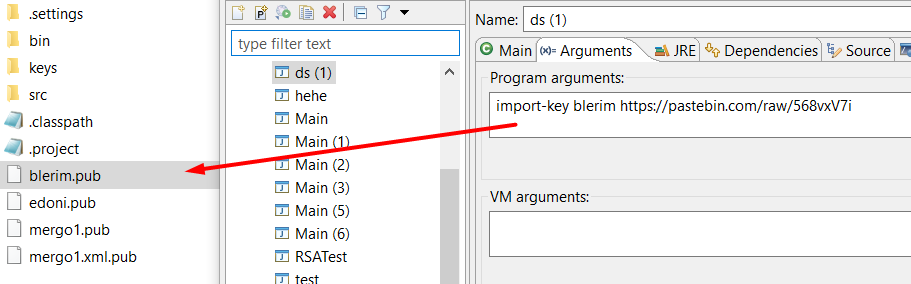 .settings
bin
keys
src
.classpath
.project
blerim.pub
edoni.pub
mergo1.pub
mergo1.xml.pub
type filter text
ds (1)
hehe
Main
Main (1)
Main (2)
Main (3)
Main (5)
Main (6)
RSATest
test
Name: ds (1)
Main (x)= Arguments JRE Dependencies Source
Program arguments:
import-key blerim https://pastebin.com/raw/568vxV7i
VM arguments: